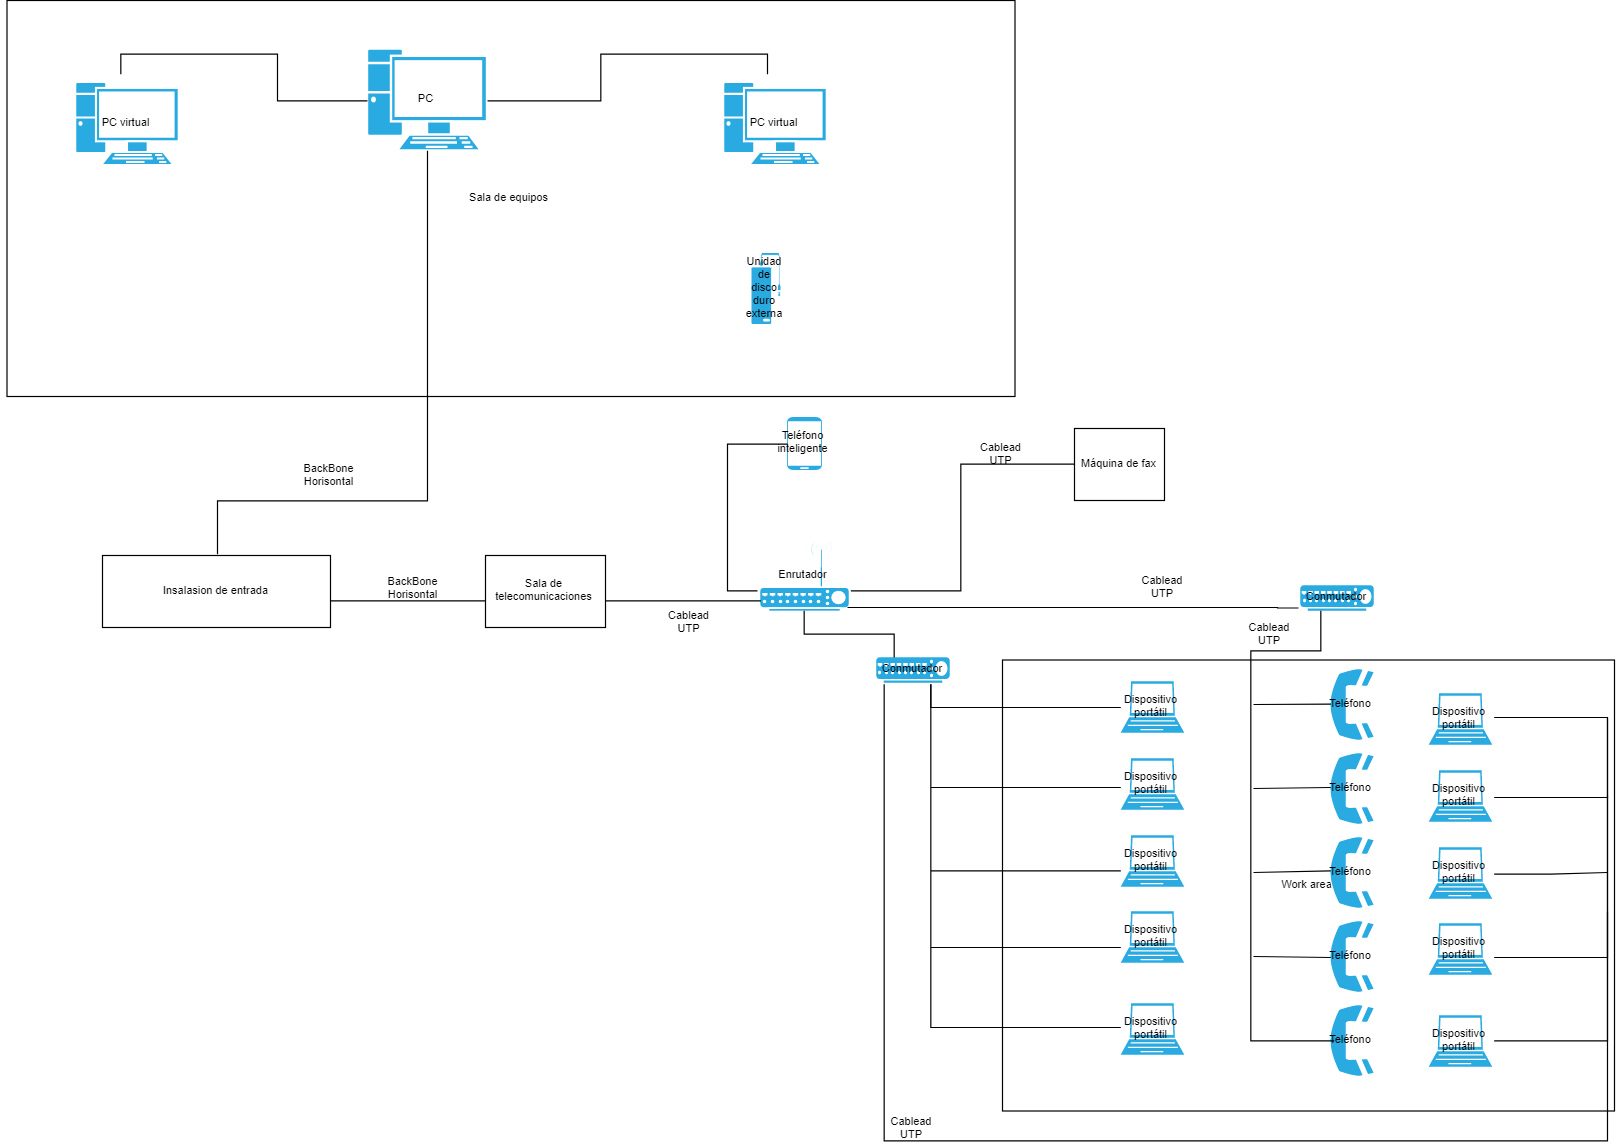 PC
PC virtual
PC virtual
Sala de equipos
Unidad
de
disco
duro
externa
Teléfono
inteligente
Cablead
UTP
Máquina de fax
BackBone
Horisontal
Insalasion de entrada
BackBone
Horisontal
Sala de
telecomunicaciones
Cablead
UTP
Enrutador
Cablead
UTP
Conmutador
Cablead
UTP
Conmutador
Dispositivo
portátil
Teléfono
Dispositivo
portátil
Dispositivo
portátil
Teléfono
Dispositivo
portátil
Dispositivo
portátil
Teléfono
Work area
Dispositivo
portátil
Dispositivo
portátil
Teléfono
Dispositivo
portátil
Dispositivo
portátil
Teléfono
Dispositivo
portátil
Cablead
UTP